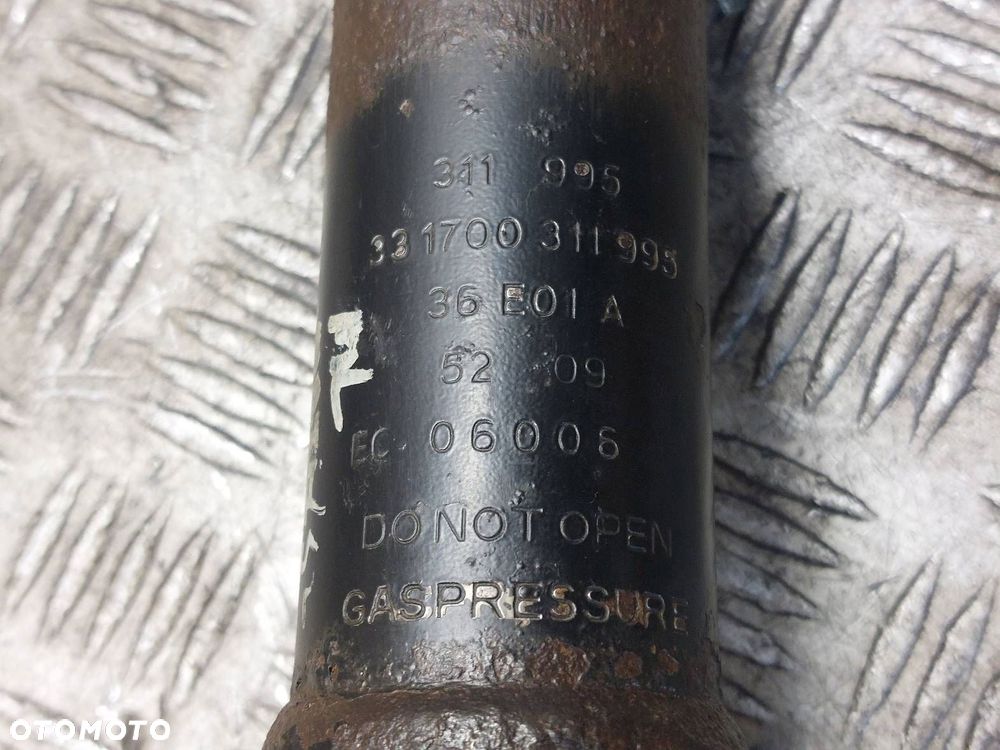 311 995
33 1700 311 995
36 E01 A
52 09
EC 06006
DO NOT OPEN
GASPRESSURE
OTOMOTO